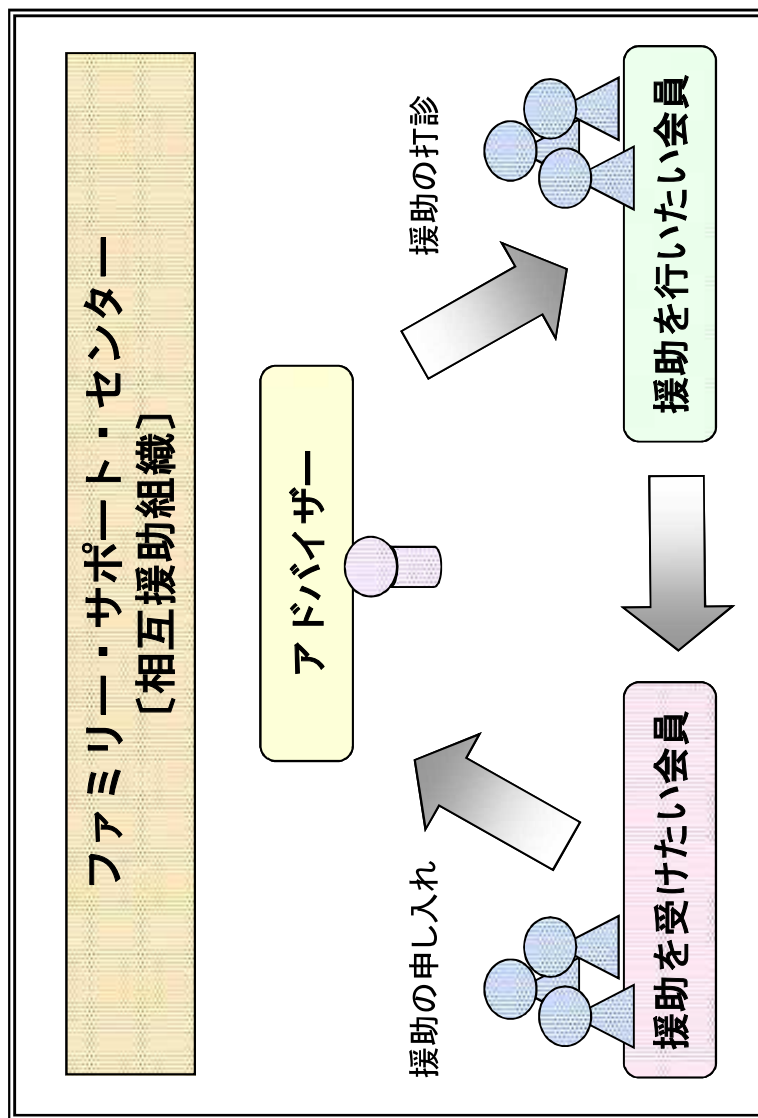 ファミリー・サポート・センター
〔相互援助組織〕
アドバイザー
援助の申し入れ
援助の打診
援助を受けたい会員
援助を行いたい会員